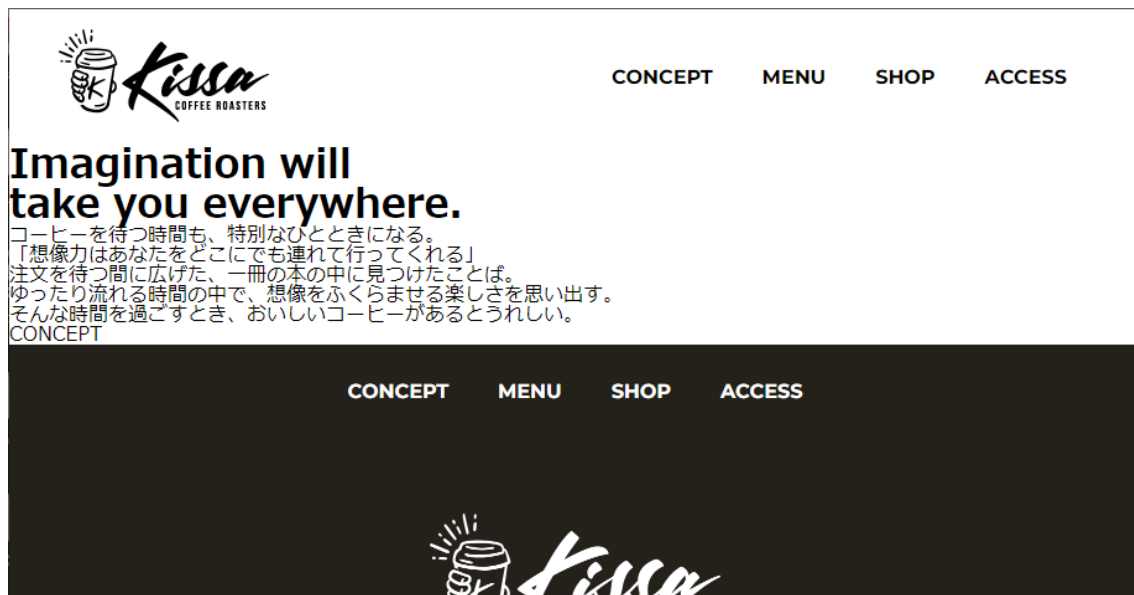 K
Kissa
COFFEE ROASTERS
CONCEPT
MENU
SHOP
ACCESS
Imagination will
take you everywhere.
コーヒーを待つ時間も、特別なひとときになる。
「想像力はあなたをどこにでも連れて行ってくれる」
注文を待つ間に広げた、一冊の本の中に見つけたことば。
ゆったり流れる時間の中で、想像をふくらませる楽しさを思い出す。
そんな時間を過ごすとき、おいしいコーヒーがあるとうれしい。
CONCEPT
CONCEPT
MENU
SHOP
ACCESS
K
Kissa